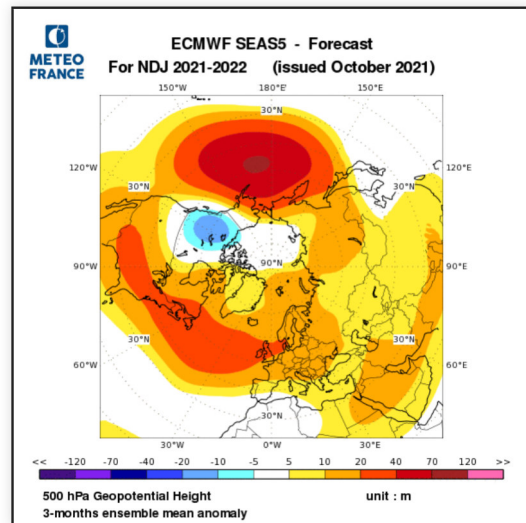 METEO
FRANCE
ECMWF SEAS5 - Forecast
For NDJ 2021-2022 (issued October 2021)
150°W 180°E 150°E
30°N
120°W 120°E
30°N 30°N
90°W 90°N 90°E
30°N 30°N
60°W 60°E
30°N
30°W 0°W 30°E
<< -120 -70 -40 -20 -10 -5 5 10 20 40 70 120 >>
500 hPa Geopotential Height unit : m
3-months ensemble mean anomaly